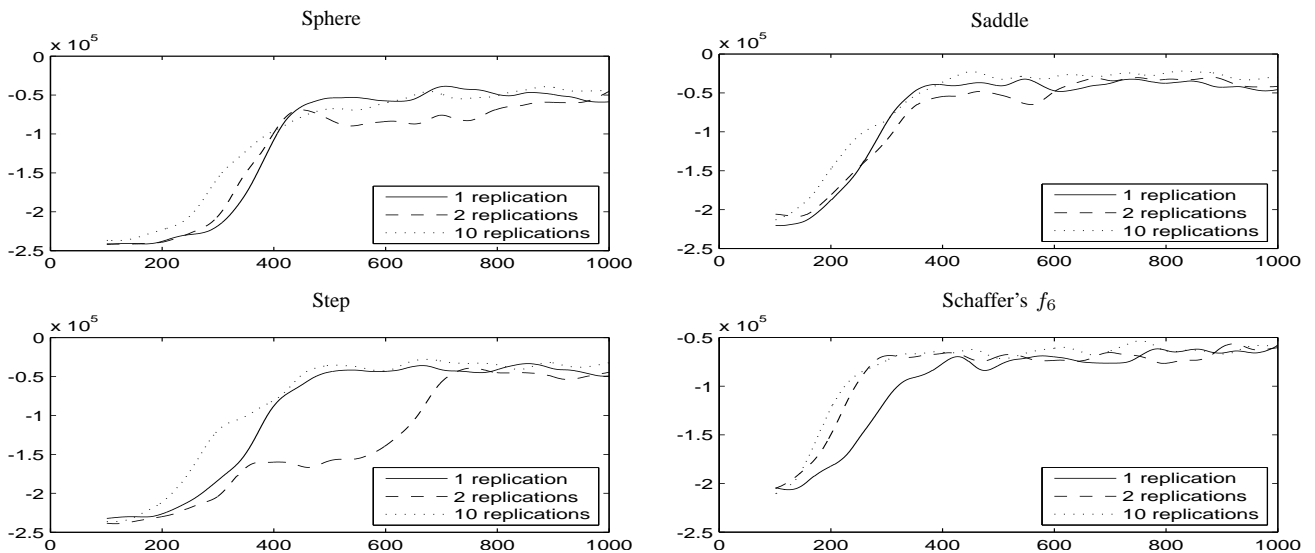 Sphere
x 10^5
0
-0.5
-1
-1.5
-2
-2.5
0 200 400 600 800 1000
1 replication
2 replications
10 replications
Saddle
x 10^5
0
-0.5
-1
-1.5
-2
-2.5
0 200 400 600 800 1000
1 replication
2 replications
10 replications
Step
x 10^5
0
-0.5
-1
-1.5
-2
-2.5
0 200 400 600 800 1000
1 replication
2 replications
10 replications
Schaffer's f_6
x 10^5
-0.5
-1
-1.5
-2
-2.5
0 200 400 600 800 1000
1 replication
2 replications
10 replications